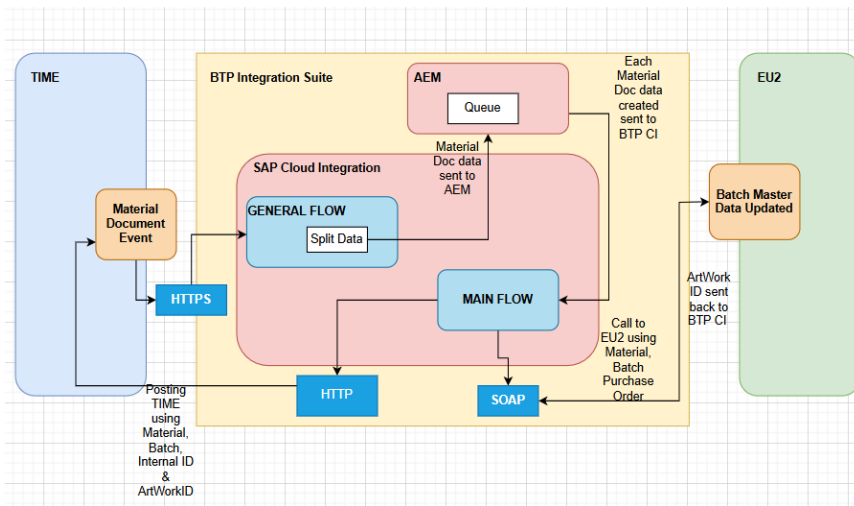 TIME
BTP Integration Suite
AEM
Queue
Each
Material
Doc data
created
sent to
BTP CI
EU2
Material
Doc data
sent to
AEM
SAP Cloud Integration
GENERAL FLOW
Split Data
Material
Document
Event
HTTPS
MAIN FLOW
Batch Master
Data Updated
ArtWork
ID sent
back to
BTP CI
Call to
EU2 using
Material,
Batch
Purchase
Order
HTTP
SOAP
Posting
TIME
using
Material,
Batch,
Internal ID
&
ArtWorkID